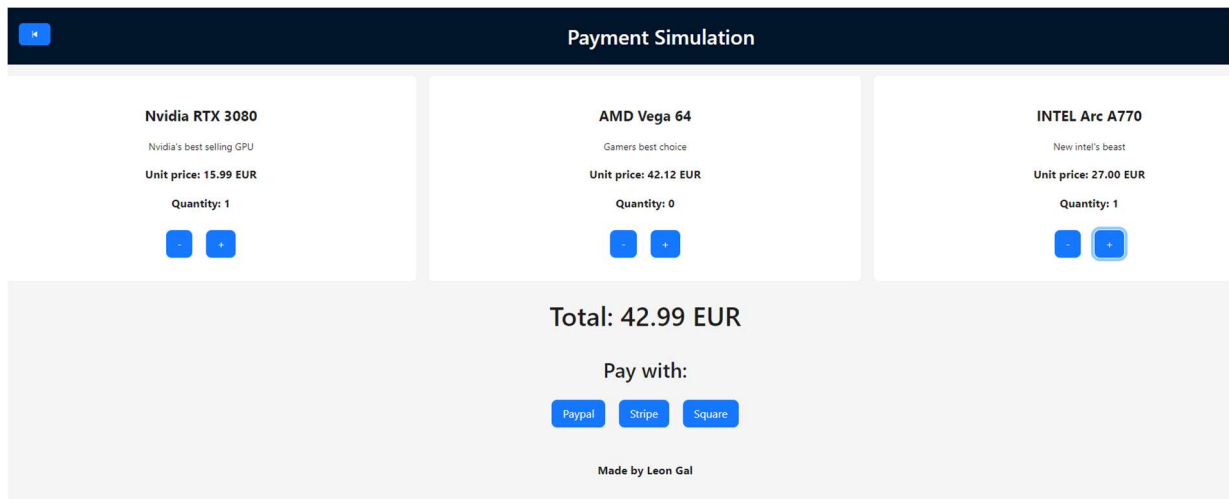 Payment Simulation
Nvidia RTX 3080
Nvidia's best selling GPU
Unit price: 15.99 EUR
Quantity: 1
- +
AMD Vega 64
Gamers best choice
Unit price: 42.12 EUR
Quantity: 0
- +
INTEL Arc A770
New intel's beast
Unit price: 27.00 EUR
Quantity: 1
- +
Total: 42.99 EUR
Pay with:
Paypal Stripe Square
Made by Leon Gal